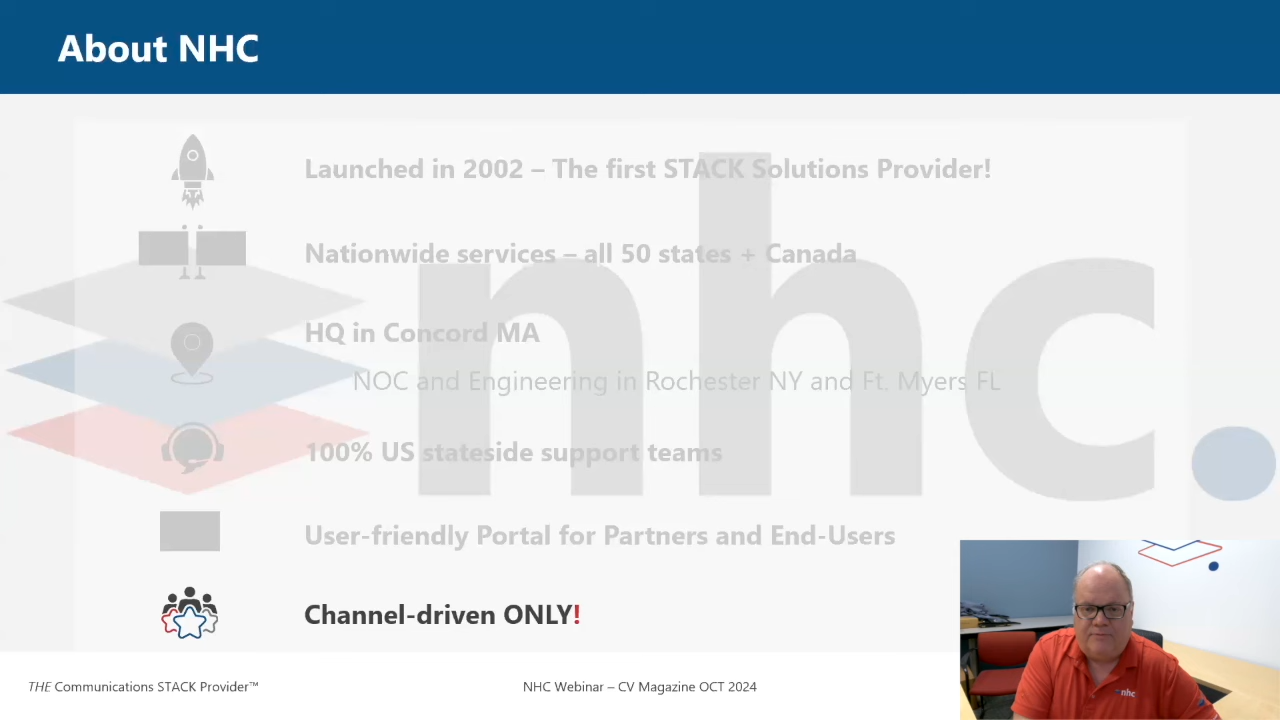 About NHC
Launched in 2002 – The first STACK Solutions Provider!
Nationwide services – all 50 states + Canada
HQ in Concord MA
NOC and Engineering in Rochester NY and Ft. Myers FL
100% US stateside support teams
User-friendly Portal for Partners and End-Users
Channel-driven ONLY!
nhc.
THE Communications STACK Provider™
NHC Webinar – CV Magazine OCT 2024
nhc